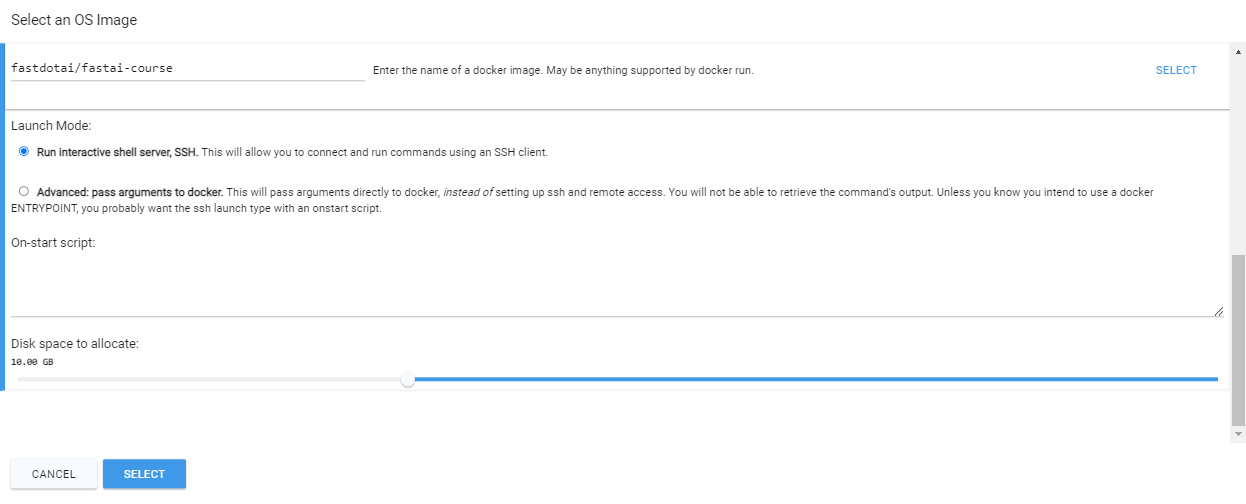 Select an OS Image
fastdotai/fastai-course
Enter the name of a docker image. May be anything supported by docker run.
SELECT
Launch Mode:
Run interactive shell server, SSH. This will allow you to connect and run commands using an SSH client.
Advanced: pass arguments to docker. This will pass arguments directly to docker, instead of setting up ssh and remote access. You will not be able to retrieve the command's output. Unless you know you intend to use a docker
ENTRYPOINT, you probably want the ssh launch type with an onstart script.
On-start script:
Disk space to allocate:
10.00 GB
CANCEL
SELECT